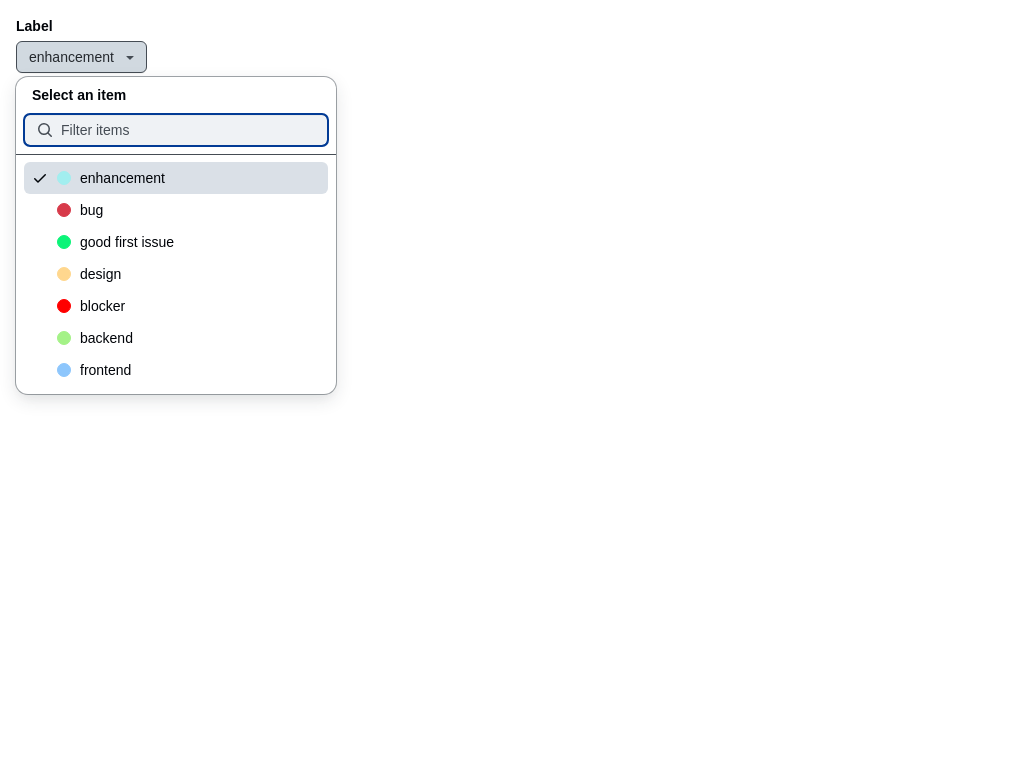 Label
enhancement
Select an item
Filter items
enhancement
bug
good first issue
design
blocker
backend
frontend